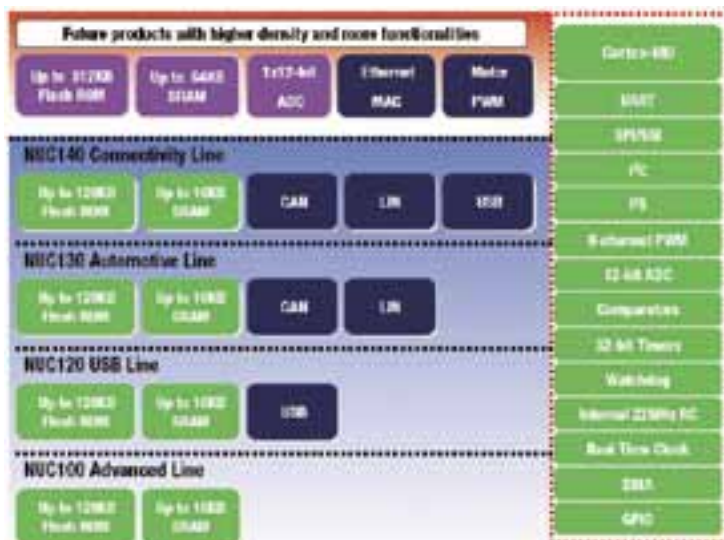 Future products with higher density and more functionalities
Up to 512KB
Flash ROM
Up to 64KB
SRAM
1x12-bit
ADC
Ethernet
MAC
Motor
PWM
NUC140 Connectivity Line
Up to 128KB
Flash ROM
Up to 16KB
SRAM
CAN
LIN
USB
NUC130 Automotive Line
Up to 128KB
Flash ROM
Up to 16KB
SRAM
CAN
LIN
NUC120 USB Line
Up to 128KB
Flash ROM
Up to 16KB
SRAM
USB
NUC100 Advanced Line
Up to 128KB
Flash ROM
Up to 16KB
SRAM
Cortex-M0
UART
SPI/SSI
I²C
I²S
8-channel PWM
12-bit ADC
Comparators
32-bit Timers
Watchdog
Internal 22MHz RC
Real Time Clock
DMA
GPIO